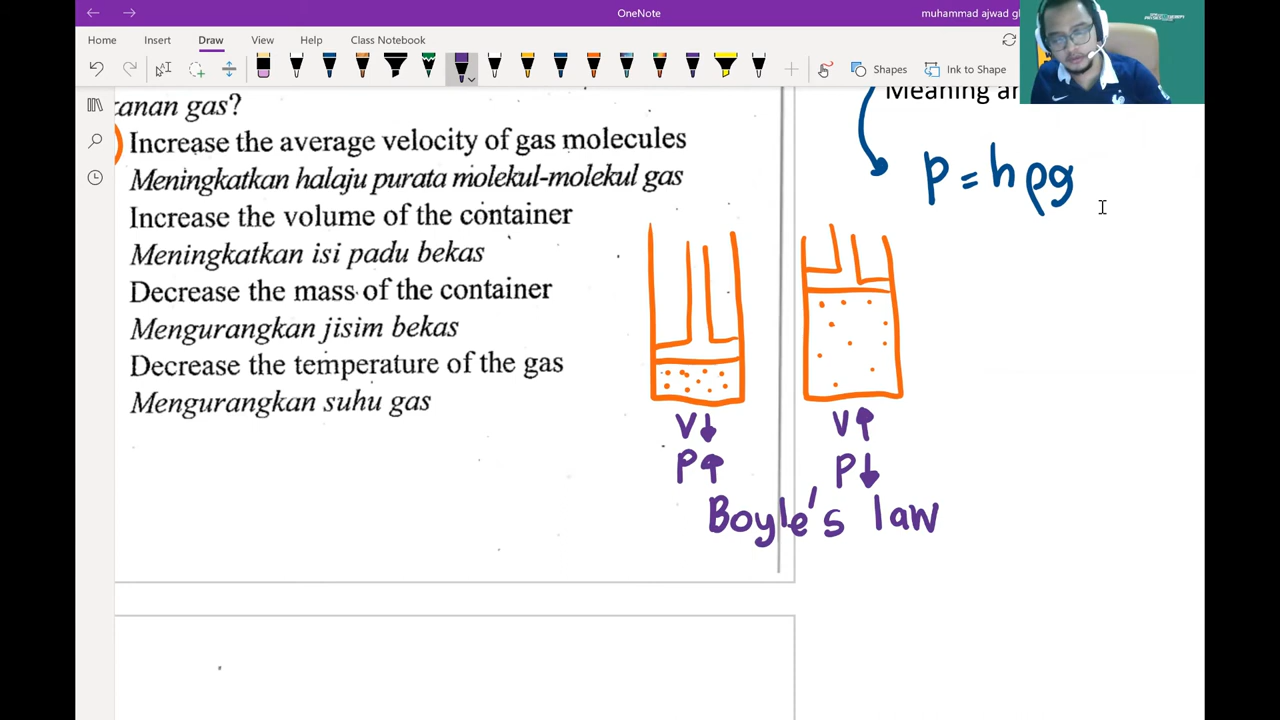 OneNote
muhammad ajwad gh
Home Insert Draw View Help Class Notebook
Shapes Ink to Shape
kanan gas?
Meaning an
Increase the average velocity of gas molecules
Meningkatkan halaju purata molekul-molekul gas
p = hρg
Increase the volume of the container
Meningkatkan isi padu bekas
Decrease the mass of the container
Mengurangkan jisim bekas
Decrease the temperature of the gas
Mengurangkan suhu gas
V↓ V↑
P↑ P↓
Boyle's law